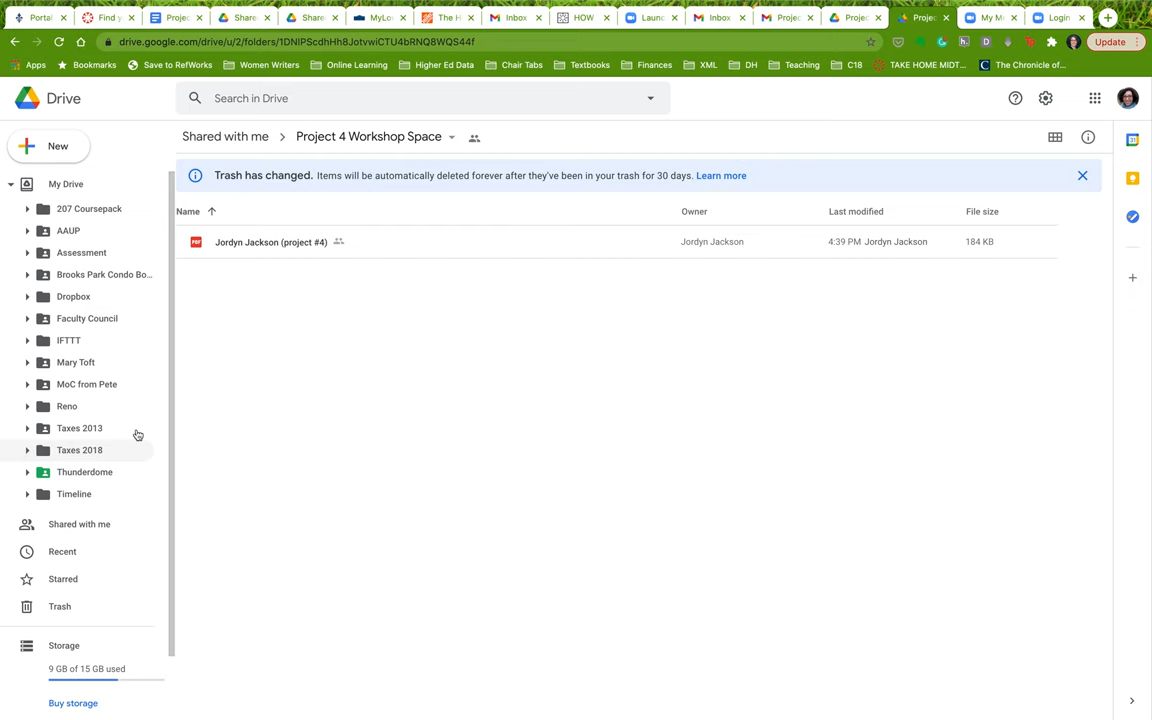 Portal
Find y
Projec
Share
Share
MyLo
The H
Inbox
HOW
Launc
Inbox
Projec
Projec
Projec
My M
Login
drive.google.com/drive/u/2/folders/1DNlPScdhHh8JotvwiCTU4bRNQ8WQS44f
Update
Apps
Bookmarks
Save to RefWorks
Women Writers
Online Learning
Higher Ed Data
Chair Tabs
Textbooks
Finances
XML
DH
Teaching
C18
TAKE HOME MIDT...
The Chronicle of...
Drive
Search in Drive
New
Shared with me > Project 4 Workshop Space
Trash has changed. Items will be automatically deleted forever after they've been in your trash for 30 days. Learn more
Name
Owner
Last modified
File size
PDF
Jordyn Jackson (project #4)
Jordyn Jackson
4:39 PM Jordyn Jackson
184 KB
My Drive
207 Coursepack
AAUP
Assessment
Brooks Park Condo Bo...
Dropbox
Faculty Council
IFTTT
Mary Toft
MoC from Pete
Reno
Taxes 2013
Taxes 2018
Thunderdome
Timeline
Shared with me
Recent
Starred
Trash
Storage
9 GB of 15 GB used
Buy storage